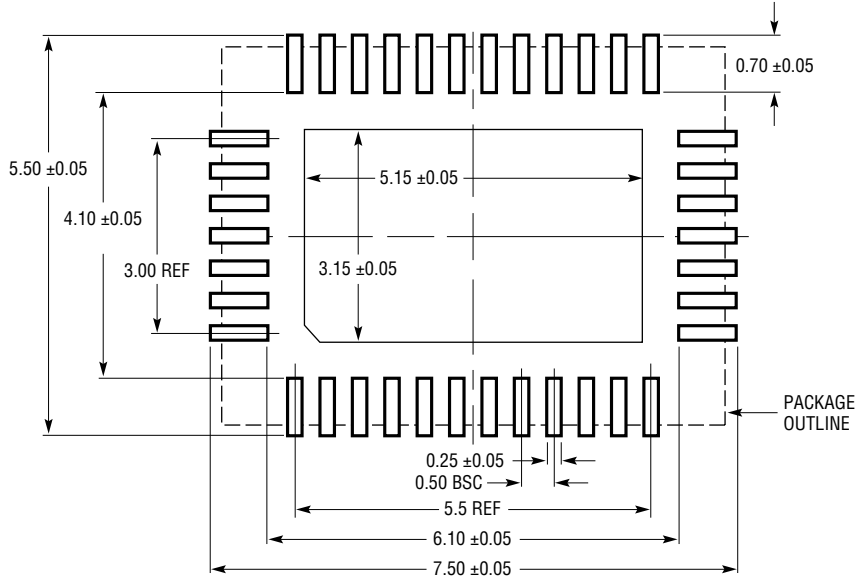 0.70 ±0.05
5.50 ±0.05
5.15 ±0.05
4.10 ±0.05
3.00 REF
3.15 ±0.05
PACKAGE
OUTLINE
0.25 ±0.05
0.50 BSC
5.5 REF
6.10 ±0.05
7.50 ±0.05